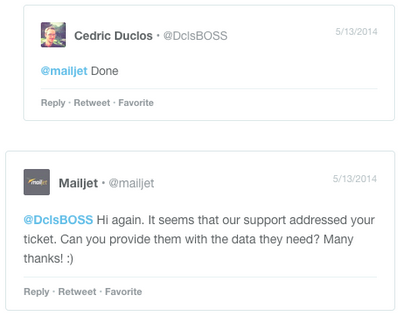 Cedric Duclos · @DclsBOSS 5/13/2014
@mailjet Done
Reply · Retweet · Favorite
mailjet
Mailjet · @mailjet 5/13/2014
@DclsBOSS Hi again. It seems that our support addressed your
ticket. Can you provide them with the data they need? Many
thanks! :)
Reply · Retweet · Favorite